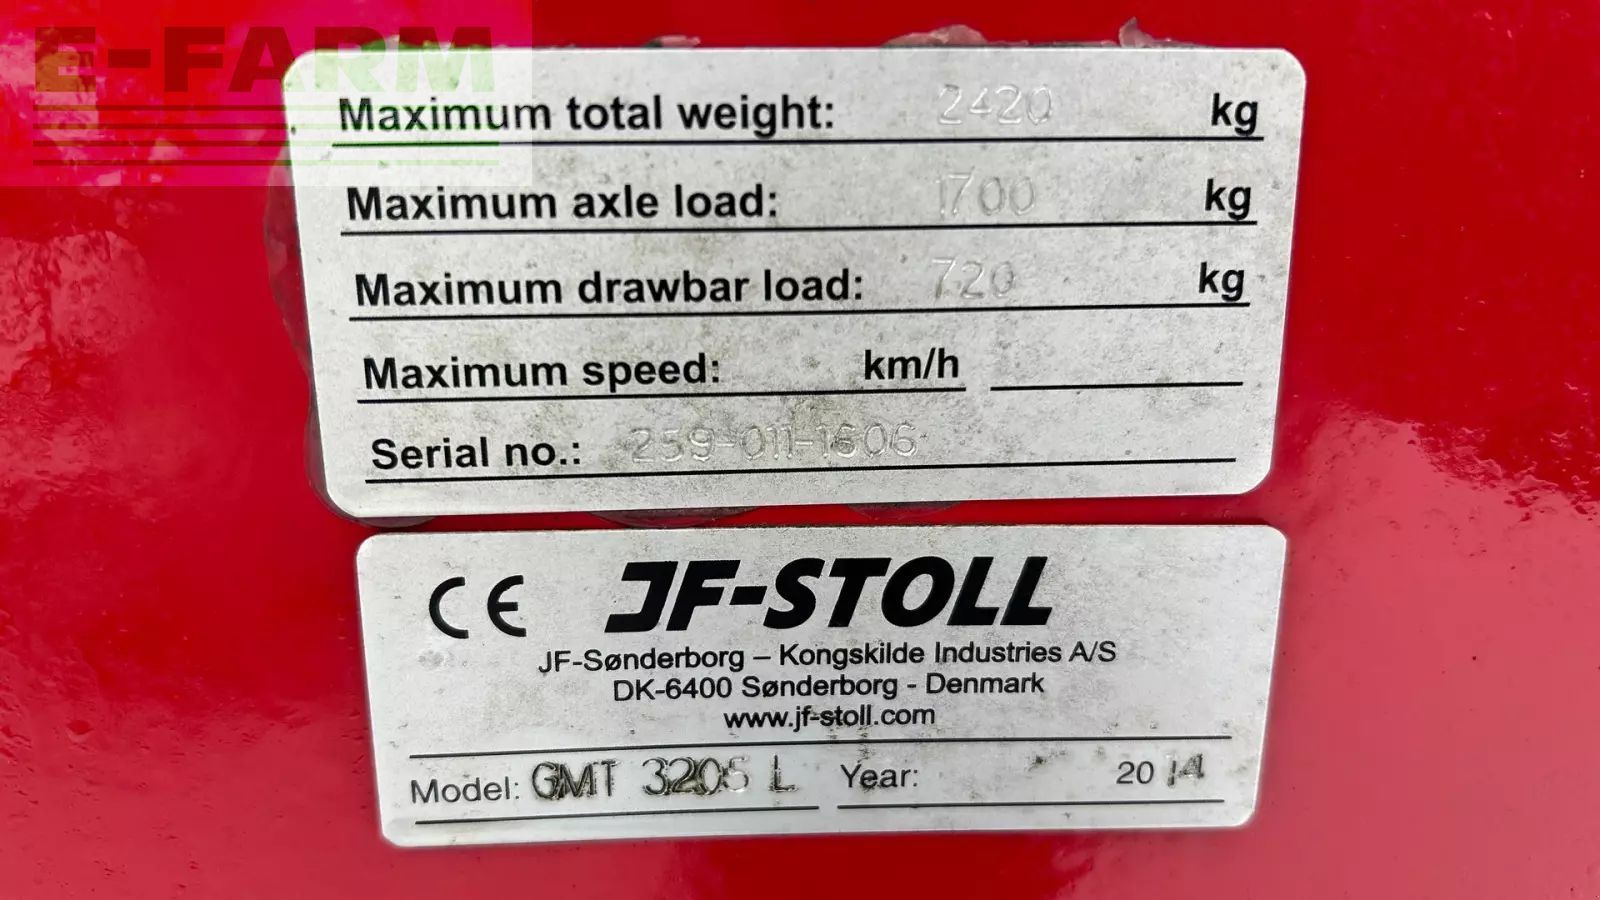 E-FARM
Maximum total weight: 2420 kg
Maximum axle load: 1700 kg
Maximum drawbar load: 720 kg
Maximum speed: km/h
Serial no.: 259-011-1606
CE JF-STOLL
JF-Sønderborg – Kongskilde Industries A/S
DK-6400 Sønderborg - Denmark
www.jf-stoll.com
Model: GMT 3205 L Year: 2014